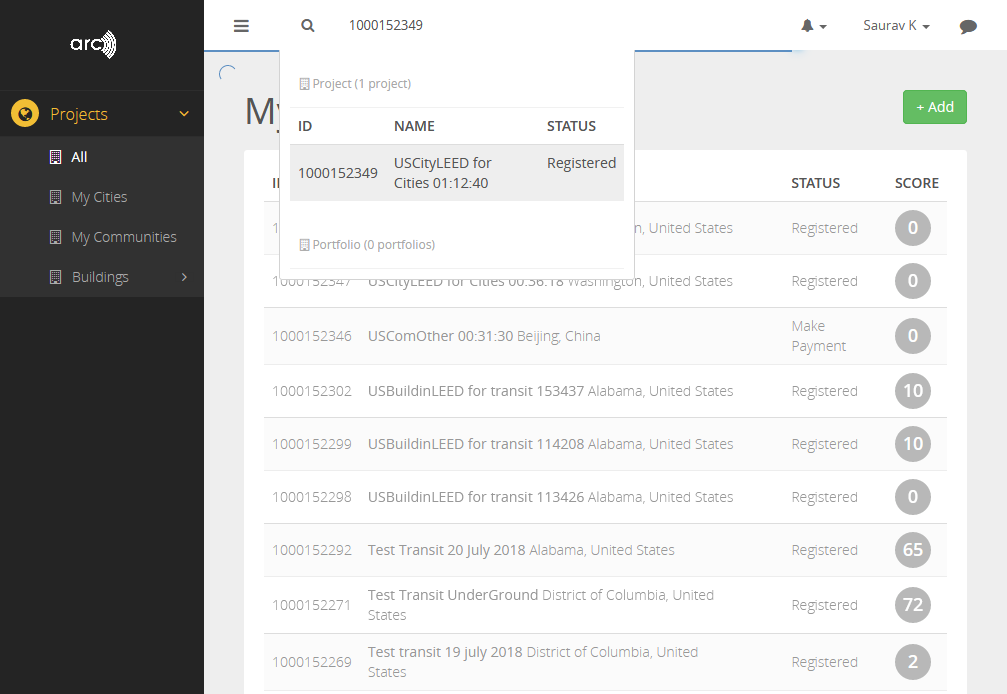 arc
1000152349
Saurav K
Projects
All
My Cities
My Communities
Buildings
Project (1 project)
ID NAME STATUS
1000152349 USCityLEED for Cities 01:12:40 Registered
Portfolio (0 portfolios)
My
+ Add
STATUS SCORE
United States Registered 0
1000152347 USCityLEED for Cities 00:36:18 Washington, United States Registered 0
1000152346 USComOther 00:31:30 Beijing, China Make Payment 0
1000152302 USBuildinLEED for transit 153437 Alabama, United States Registered 10
1000152299 USBuildinLEED for transit 114208 Alabama, United States Registered 10
1000152298 USBuildinLEED for transit 113426 Alabama, United States Registered 0
1000152292 Test Transit 20 July 2018 Alabama, United States Registered 65
1000152271 Test Transit UnderGround District of Columbia, United States Registered 72
1000152269 Test transit 19 july 2018 District of Columbia, United States Registered 2